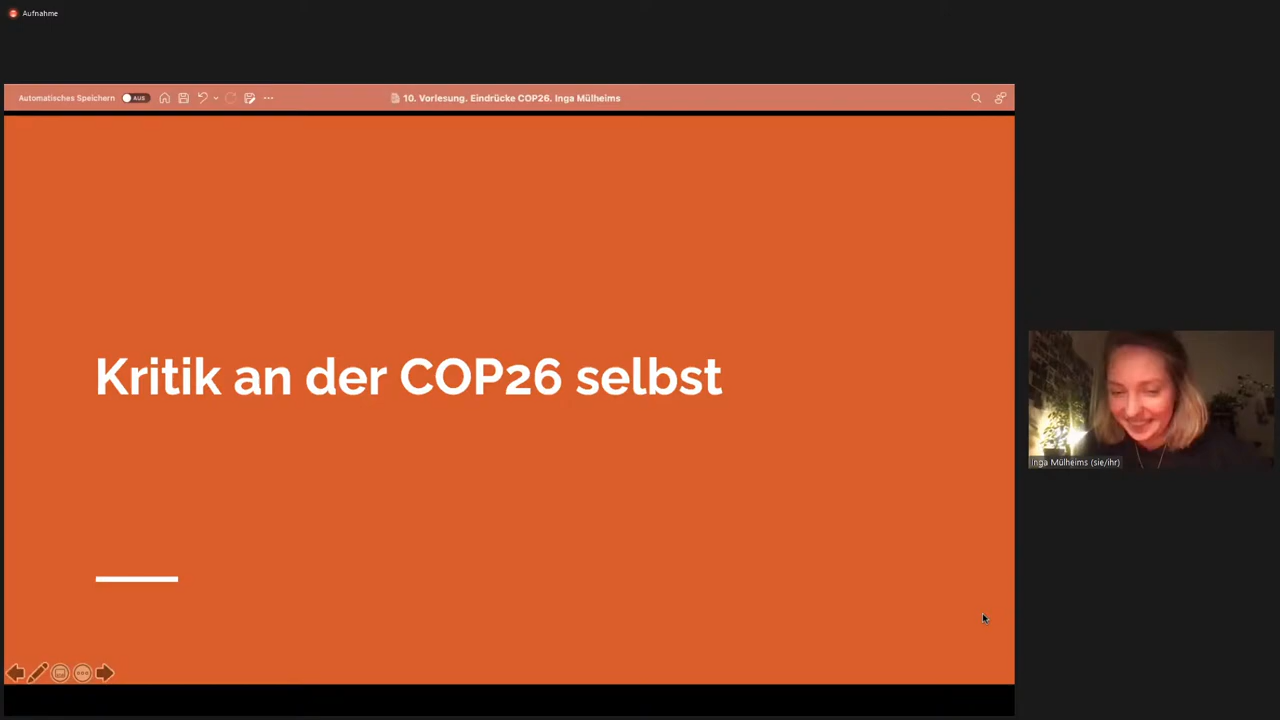 Aufnahme
Automatisches Speichern AUS
10. Vorlesung. Eindrücke COP26. Inga Mülheims
Kritik an der COP26 selbst
Inga Mülheims (sie/ihr)